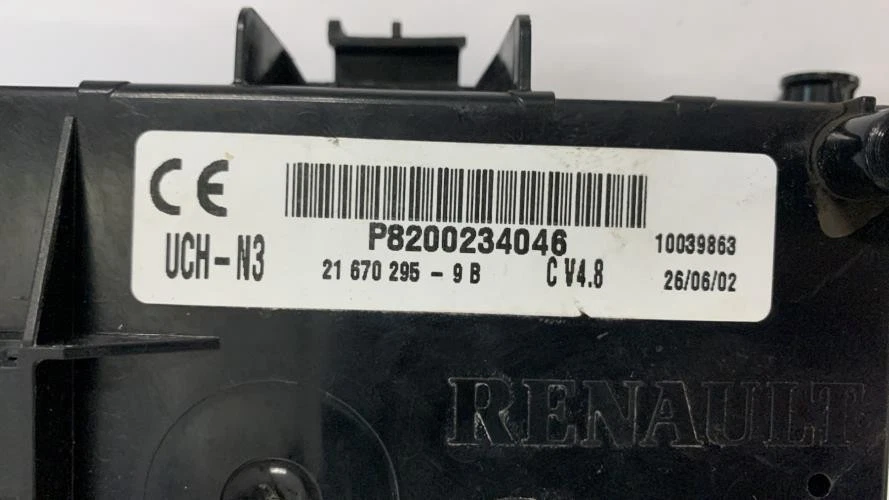 CE
P8200234046
10039863
UCH-N3
21 670 295 - 9 B
C V4.8
26/06/02
RENAULT